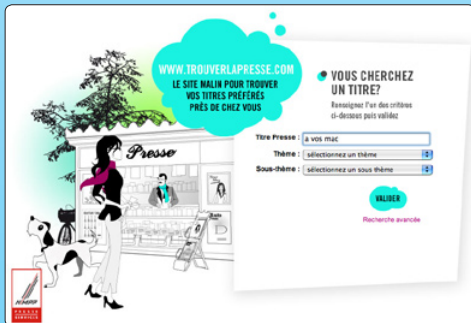 WWW.TROUVERLAPRESSE.COM
LE SITE MALIN POUR TROUVER
VOS TITRES PRÉFÉRÉS
PRÈS DE CHEZ VOUS
Presse
VOUS CHERCHEZ
UN TITRE?
Renseignez l'un des critères
ci-dessous puis validez
Titre Presse : a vos mac
Thème : sélectionnez un thème
Sous-thème : sélectionnez un sous thème
VALIDER
Recherche avancée
PRESSE